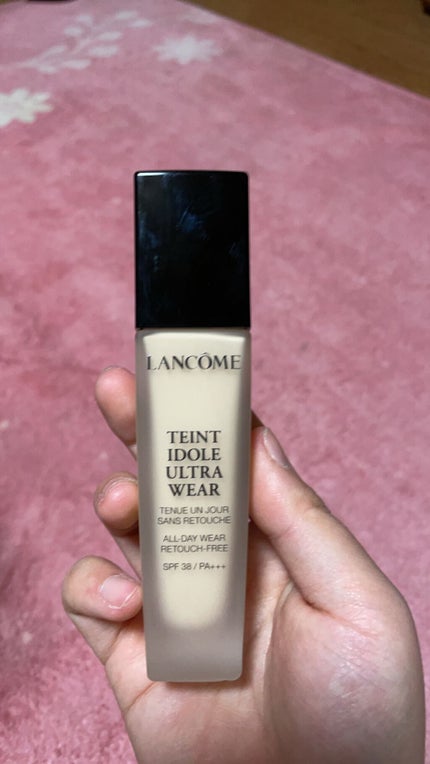 LANCÔME
TEINT
IDOLE
ULTRA
WEAR
TENUE UN JOUR
SANS RETOUCHE
ALL-DAY WEAR
RETOUCH-FREE
SPF 38 / PA+++